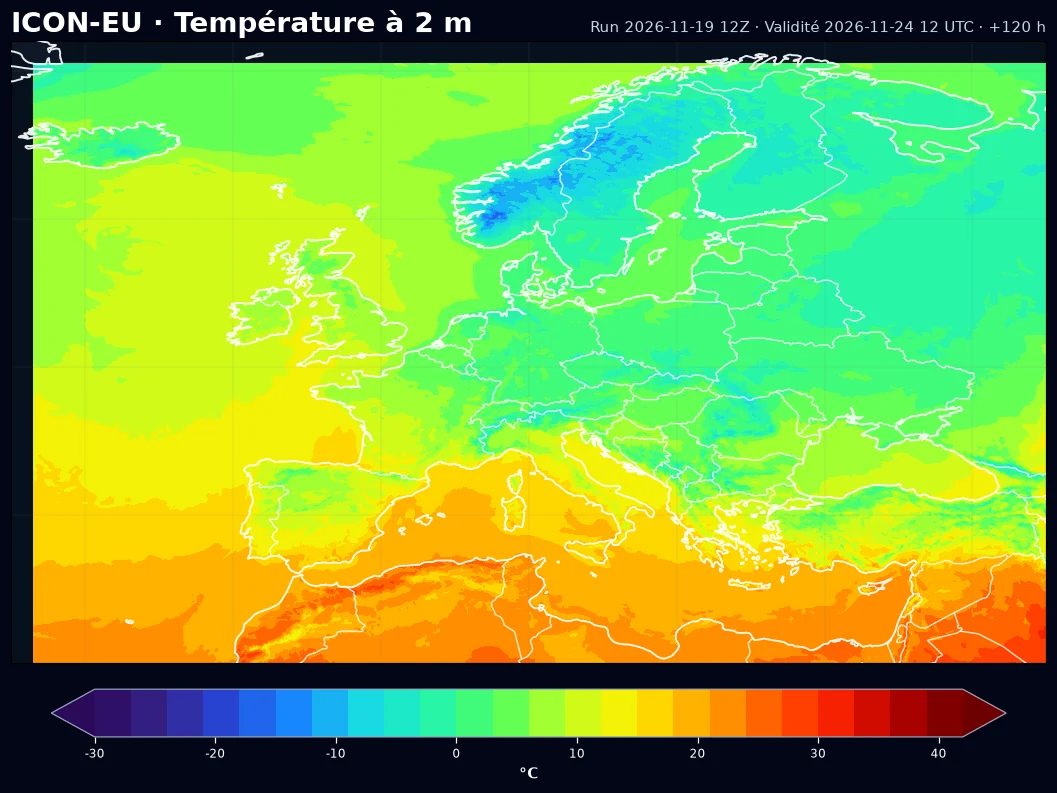 ICON-EU · Température à 2 m
Run 2026-11-19 12Z · Validité 2026-11-24 12 UTC · +120 h
-30 -20 -10 0 10 20 30 40
°C